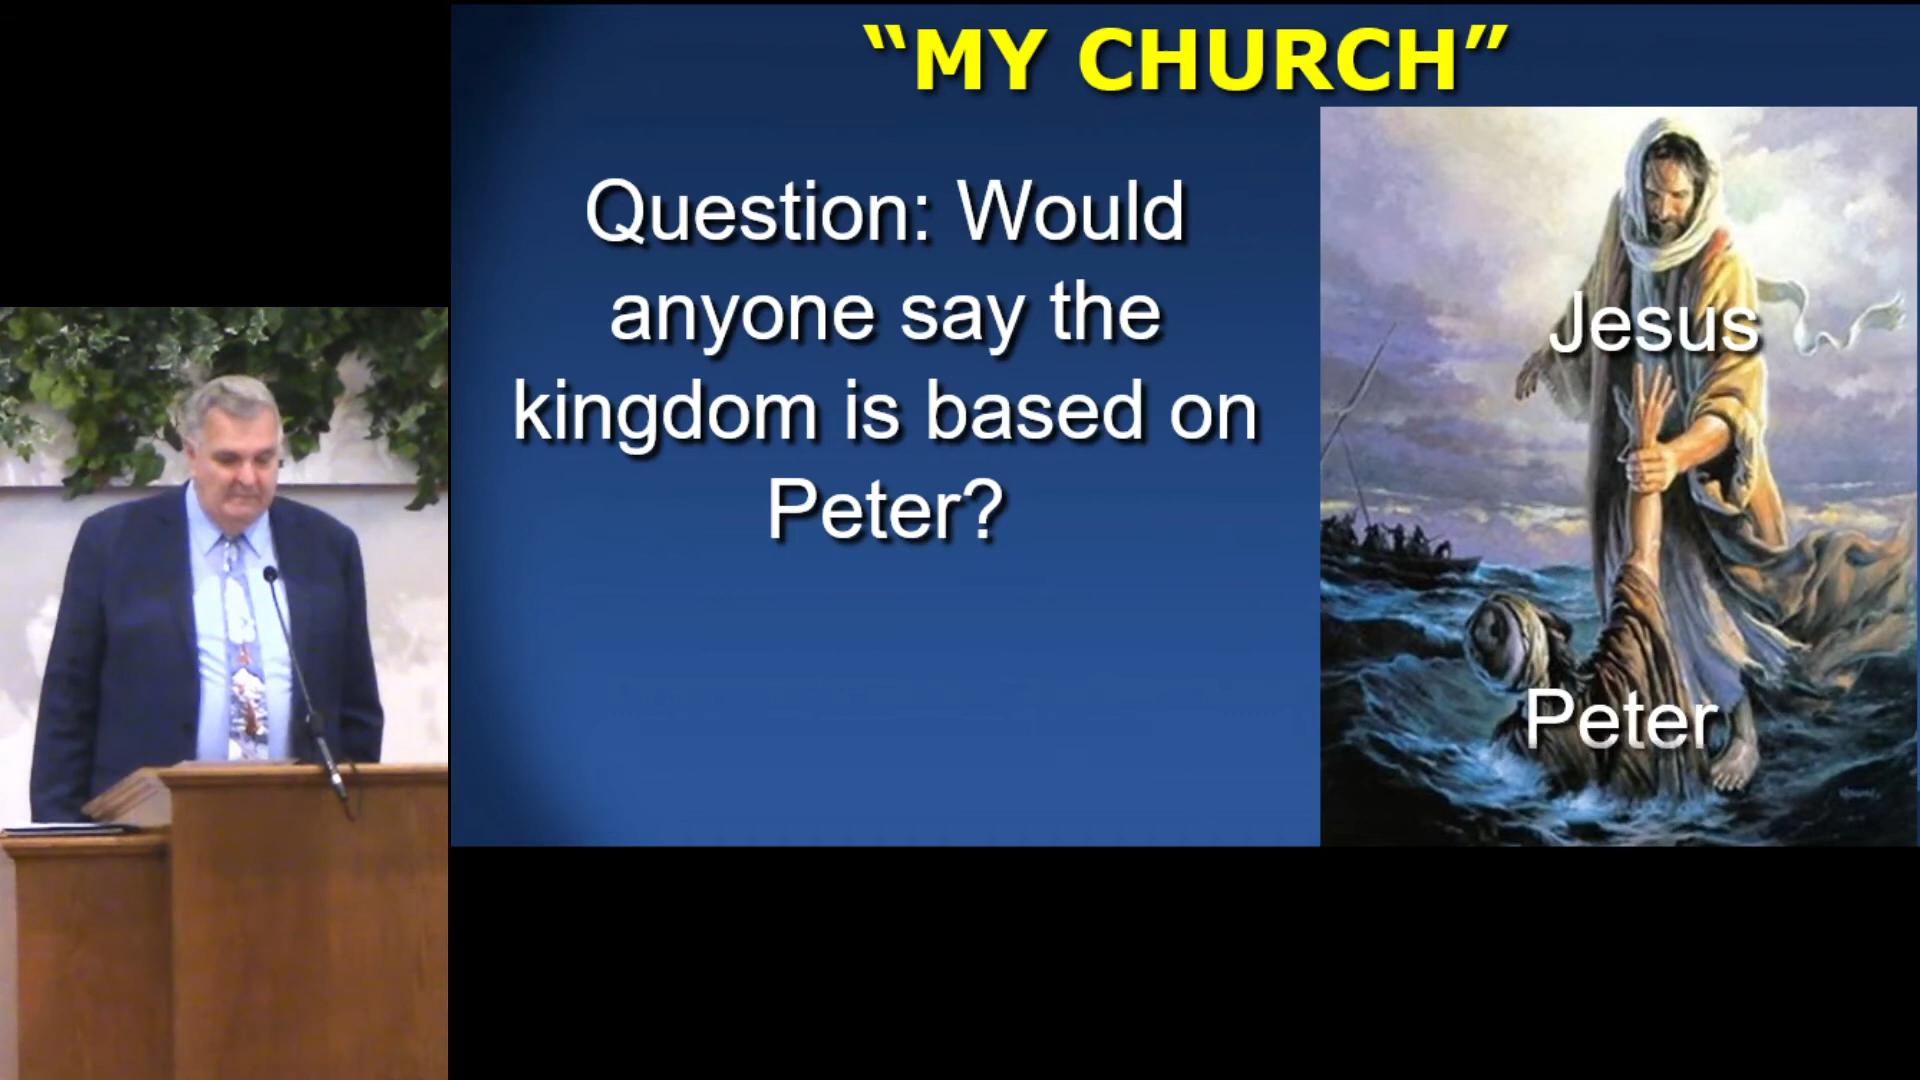 “MY CHURCH”
Question: Would
anyone say the
kingdom is based on
Peter?
Jesus
Peter